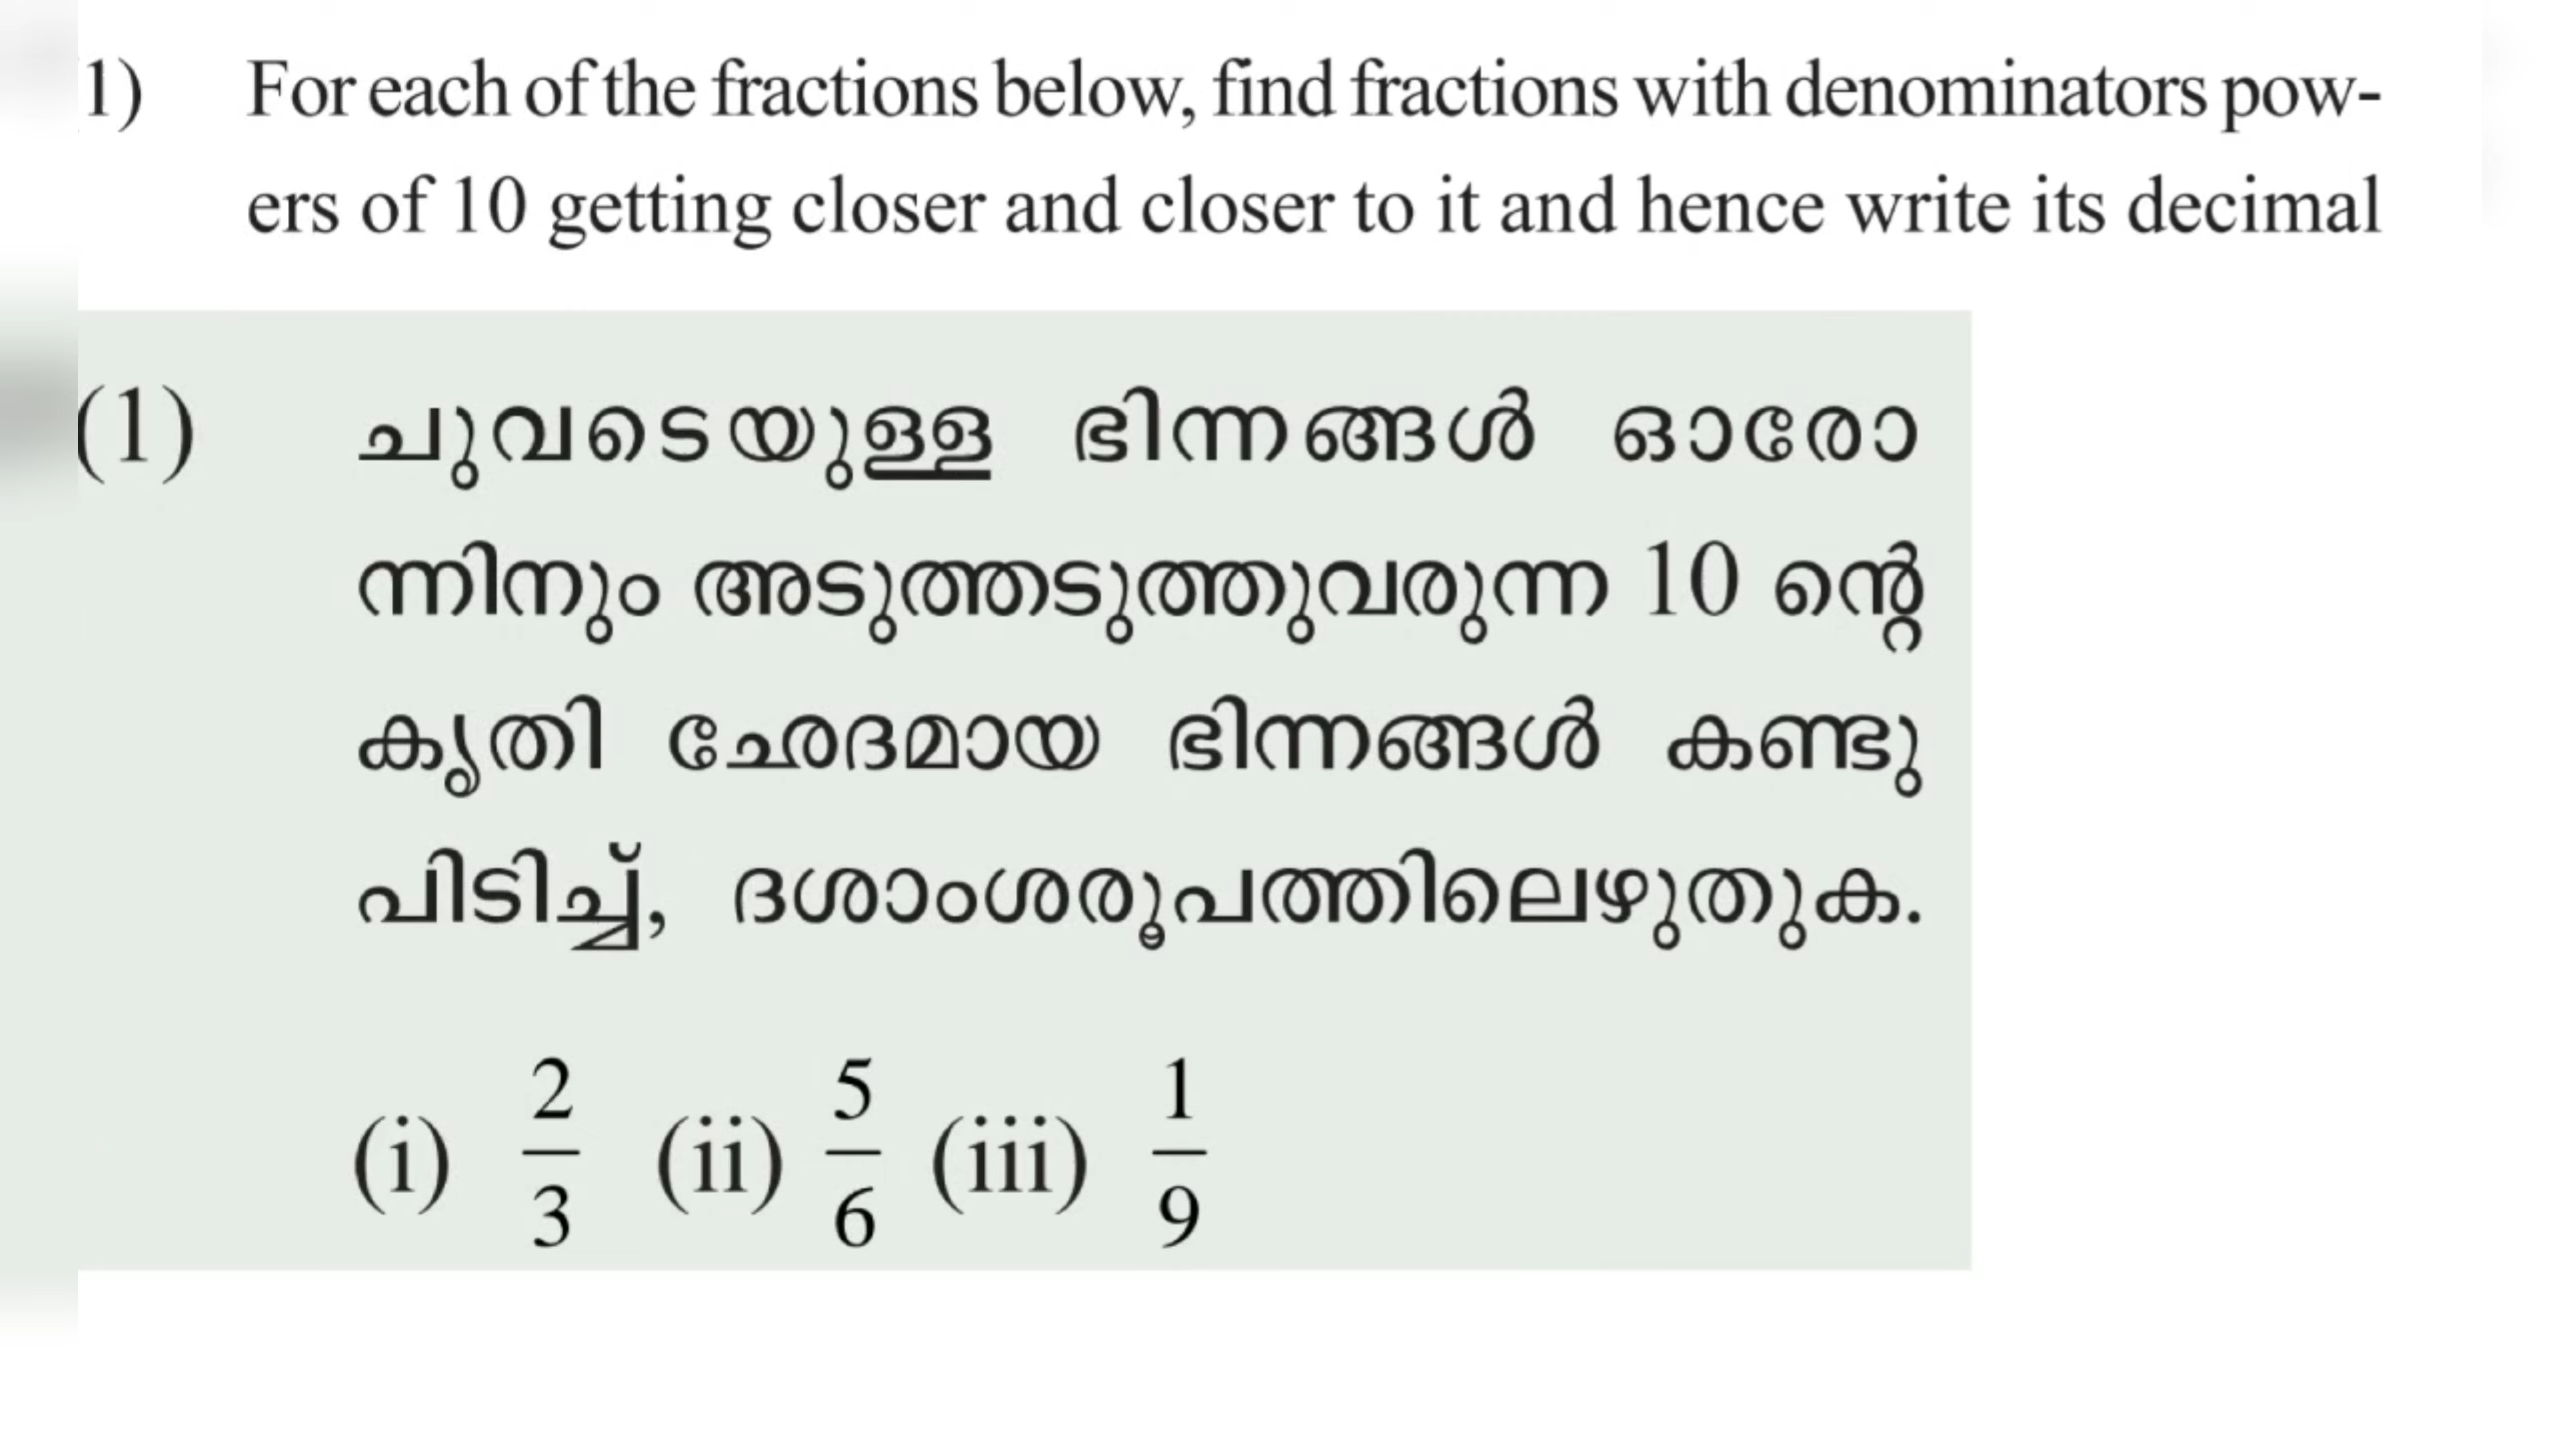 1) For each of the fractions below, find fractions with denominators pow-
ers of 10 getting closer and closer to it and hence write its decimal
(1) ചുവടെയുള്ള ഭിന്നങ്ങൾ ഓരോ
ന്നിനും അടുത്തടുത്തുവരുന്ന 10 ന്റെ
കൃതി ഛേദമായ ഭിന്നങ്ങൾ കണ്ടു
പിടിച്ച്, ദശാംശരൂപത്തിലെഴുതുക.
(i) 2/3 (ii) 5/6 (iii) 1/9